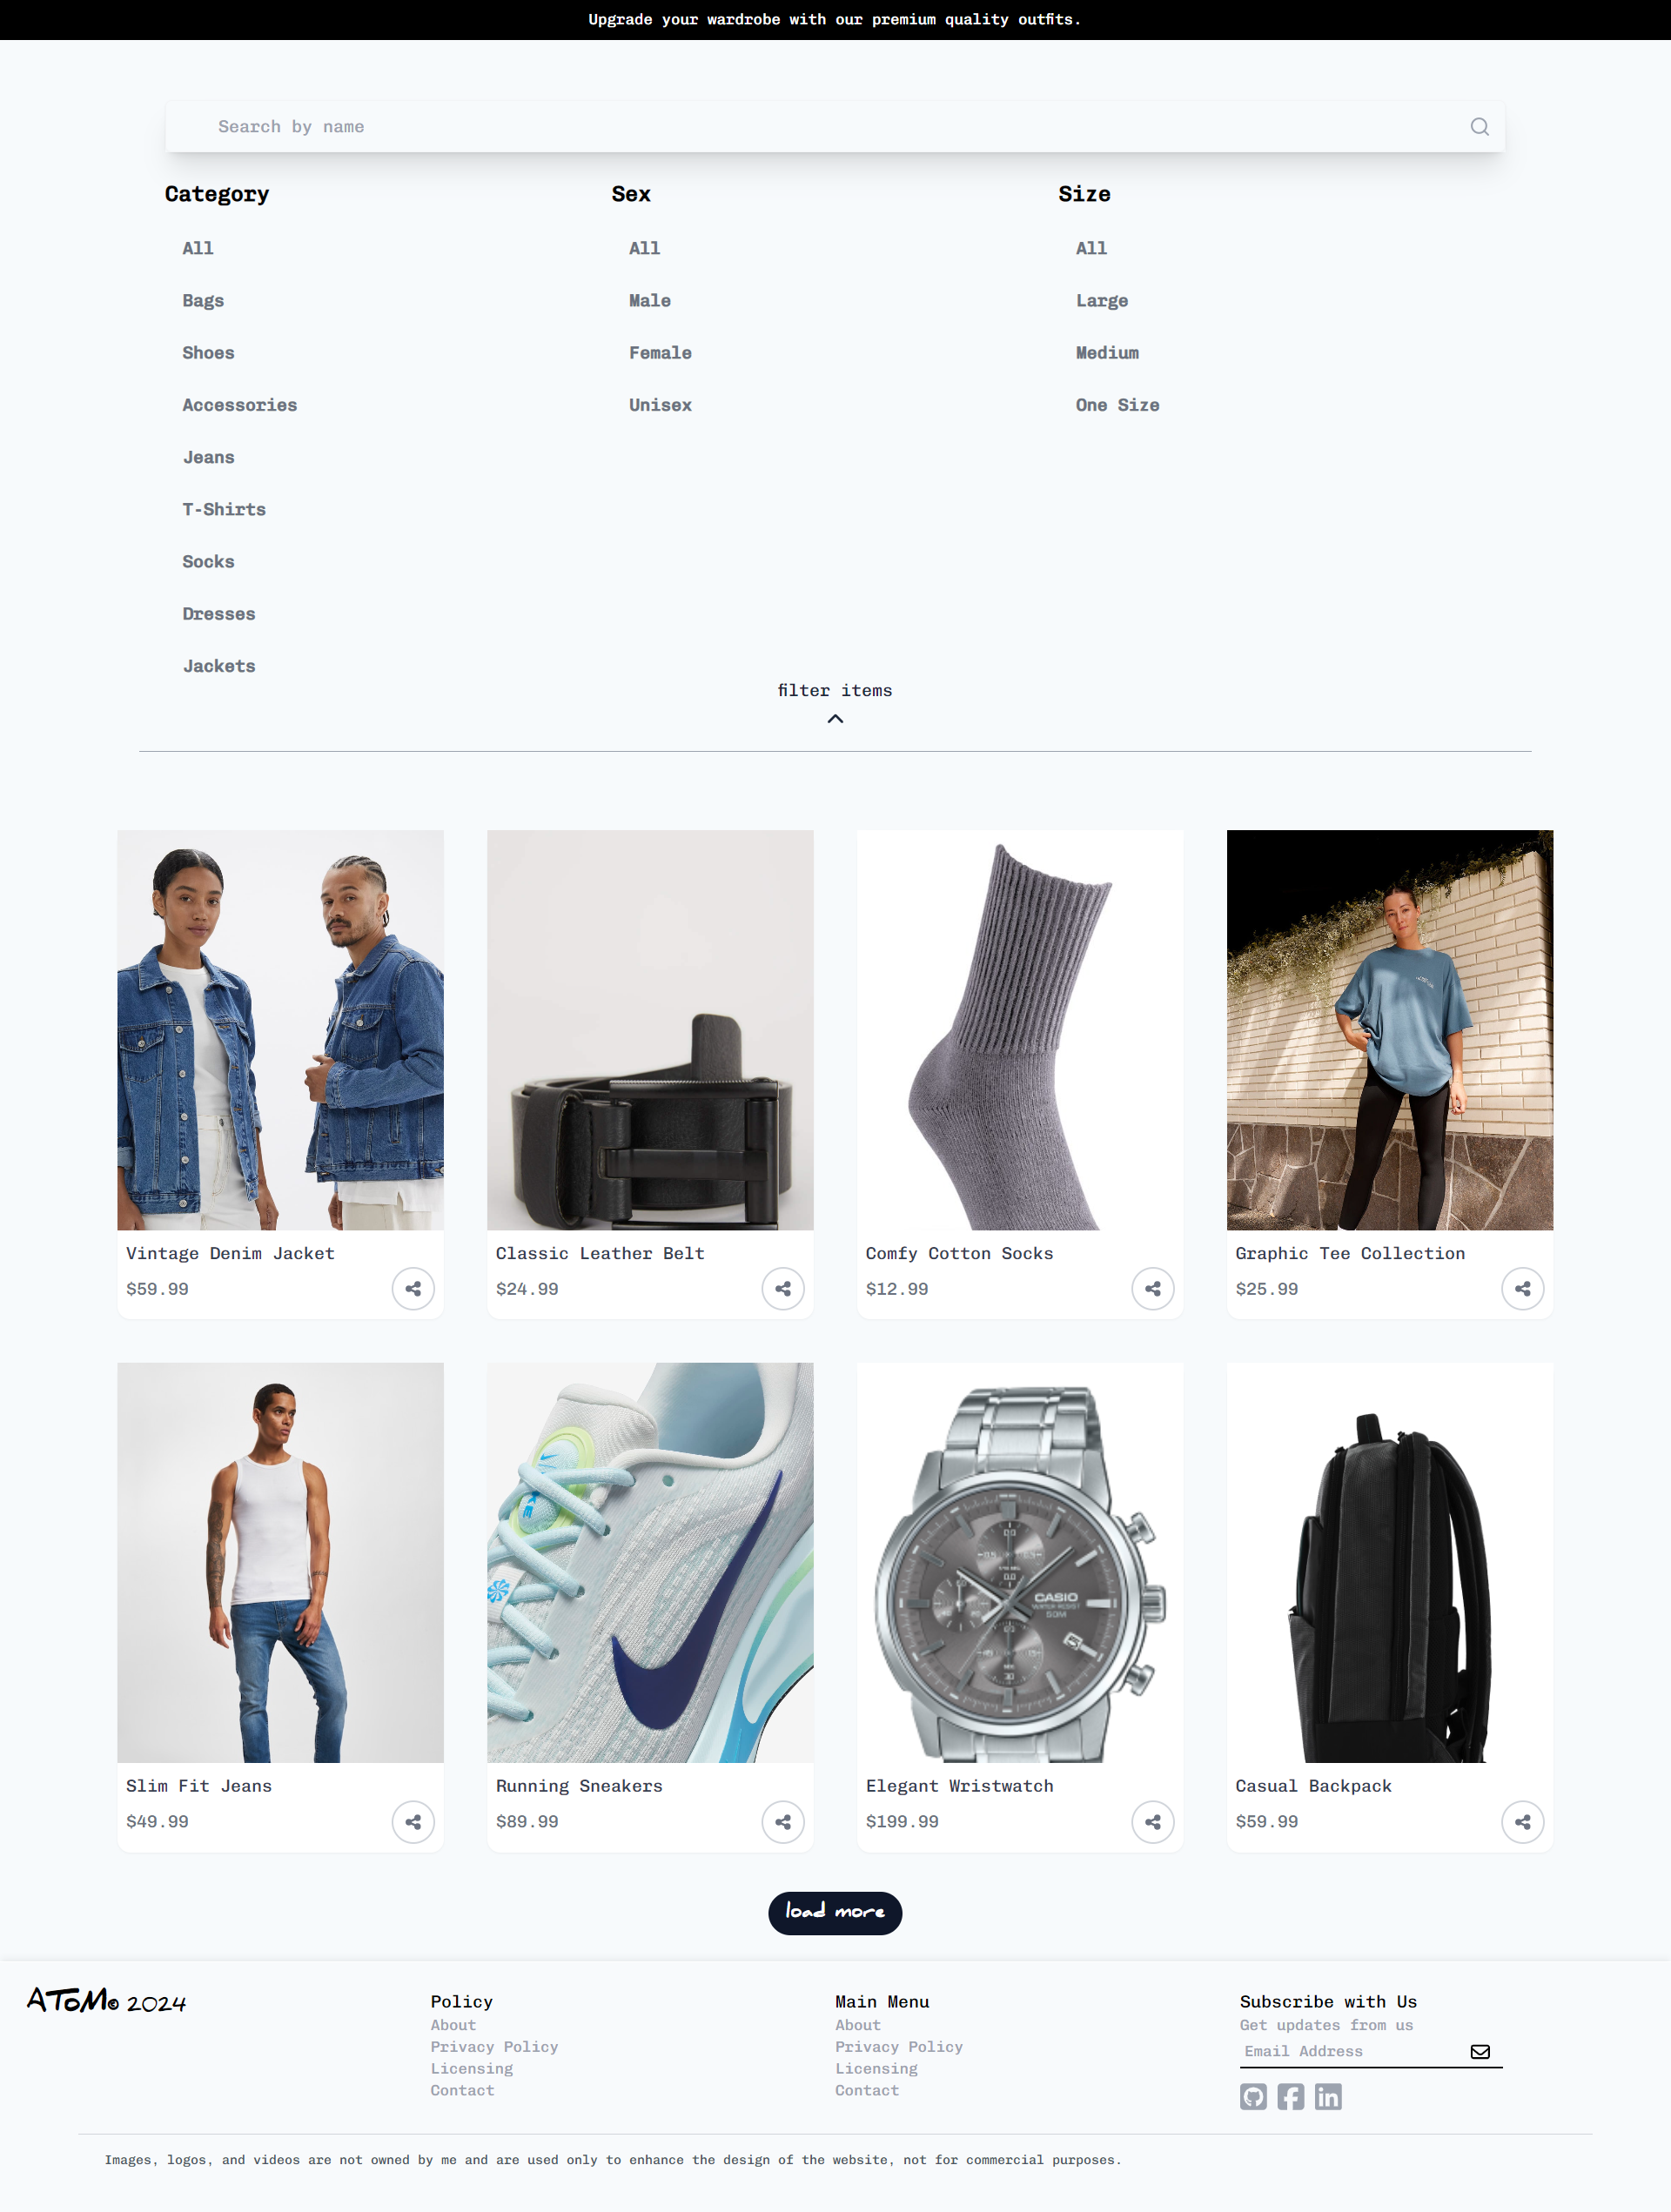 Upgrade your wardrobe with our premium quality outfits.
Search by name
Category
All
Bags
Shoes
Accessories
Jeans
T-Shirts
Socks
Dresses
Jackets
Sex
All
Male
Female
Unisex
Size
All
Large
Medium
One Size
filter items
Vintage Denim Jacket
$59.99
Classic Leather Belt
$24.99
Comfy Cotton Socks
$12.99
Graphic Tee Collection
$25.99
Slim Fit Jeans
$49.99
Running Sneakers
$89.99
CASIO
WATER RESIST
50M
Elegant Wristwatch
$199.99
Casual Backpack
$59.99
load more
ATOM© 2024
Policy
About
Privacy Policy
Licensing
Contact
Main Menu
About
Privacy Policy
Licensing
Contact
Subscribe with Us
Get updates from us
Email Address
Images, logos, and videos are not owned by me and are used only to enhance the design of the website, not for commercial purposes.